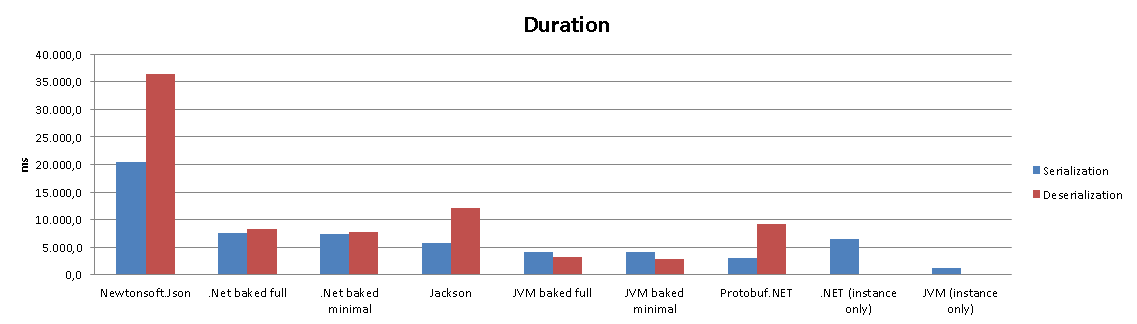 Duration
40.000,0
35.000,0
30.000,0
25.000,0
20.000,0
15.000,0
10.000,0
5.000,0
0,0
ms
Newtonsoft.Json
.Net baked full
.Net baked
minimal
Jackson
JVM baked full
JVM baked
minimal
Protobuf.NET
.NET (instance
only)
JVM (instance
only)
Serialization
Deserialization